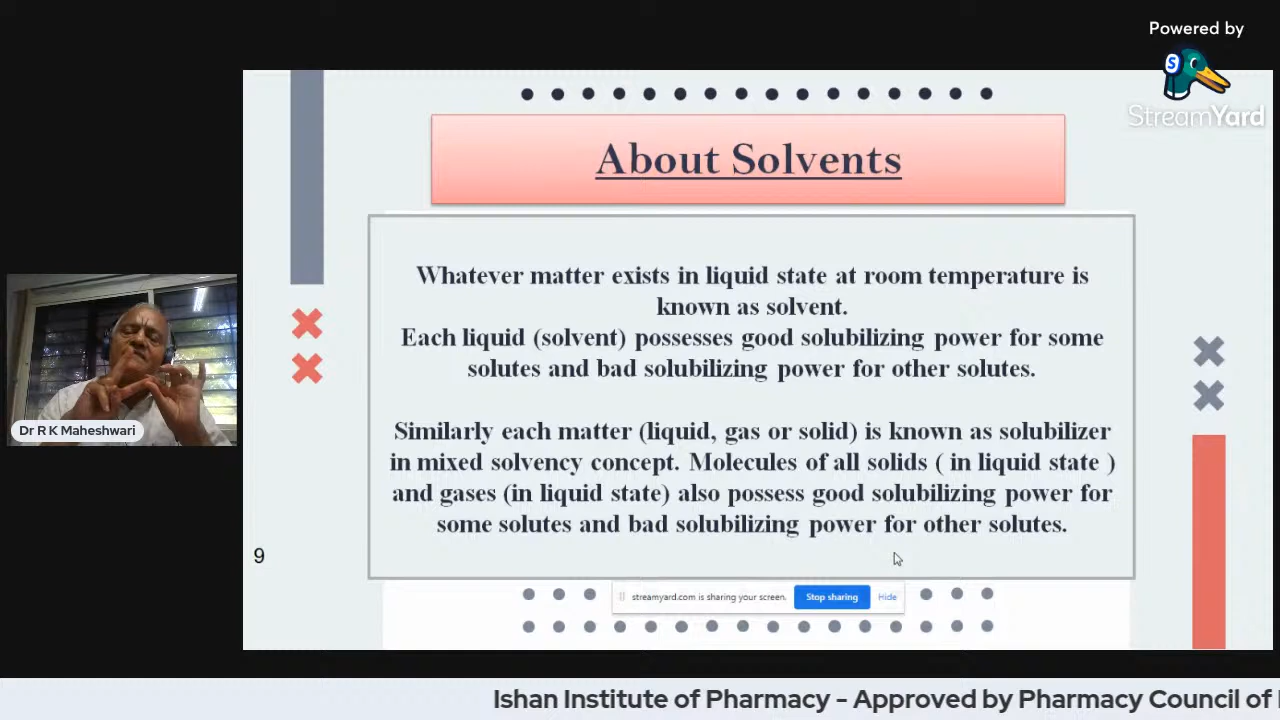 Powered by
StreamYard
About Solvents
Whatever matter exists in liquid state at room temperature is
known as solvent.
Each liquid (solvent) possesses good solubilizing power for some
solutes and bad solubilizing power for other solutes.
Similarly each matter (liquid, gas or solid) is known as solubilizer
in mixed solvency concept. Molecules of all solids ( in liquid state )
and gases (in liquid state) also possess good solubilizing power for
some solutes and bad solubilizing power for other solutes.
Dr R K Maheshwari
9
streamyard.com is sharing your screen.
Stop sharing
Hide
Ishan Institute of Pharmacy - Approved by Pharmacy Council of